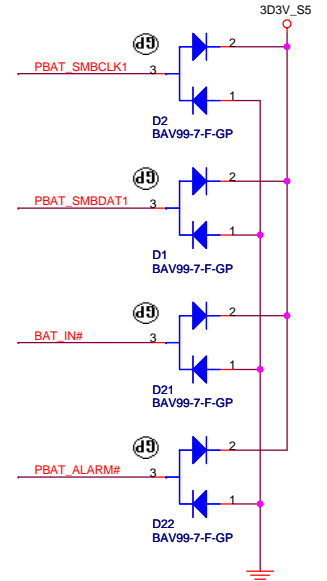 3D3V_S5
GP
2
PBAT_SMBCLK1
3
1
D2
BAV99-7-F-GP
GP
2
PBAT_SMBDAT1
3
1
D1
BAV99-7-F-GP
GP
2
BAT_IN#
3
1
D21
BAV99-7-F-GP
GP
2
PBAT_ALARM#
3
1
D22
BAV99-7-F-GP